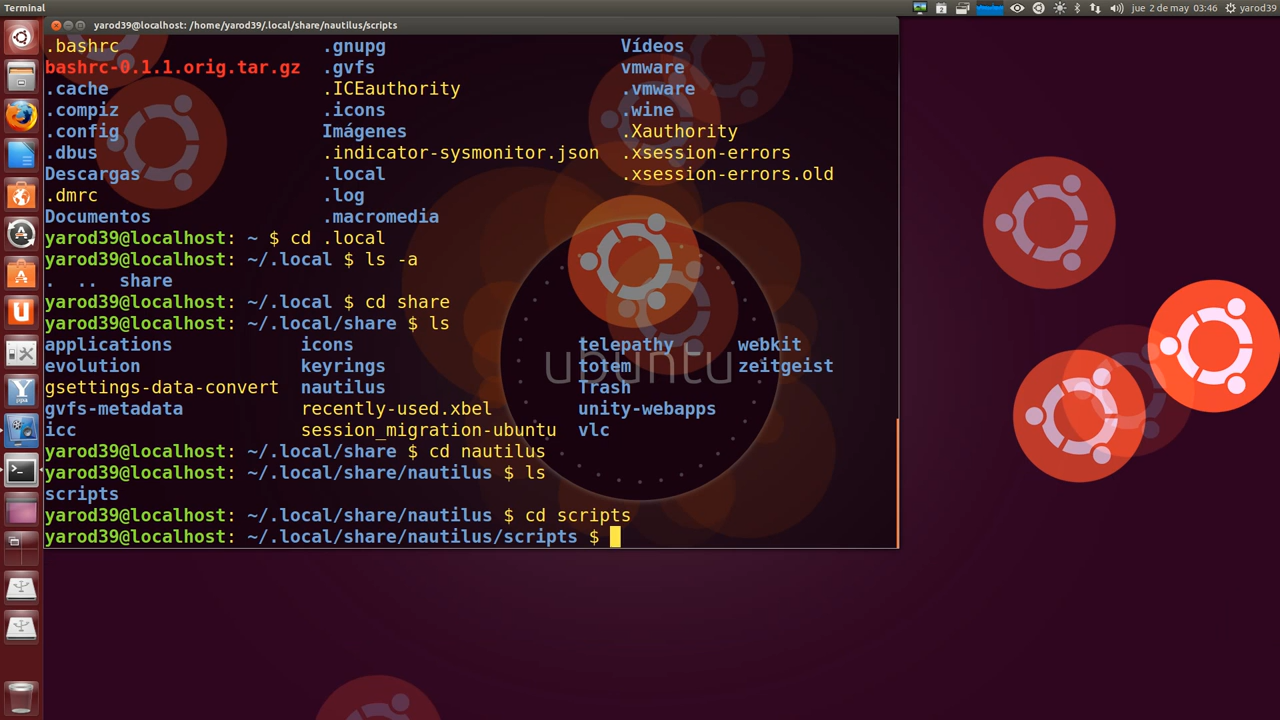 Terminal
jue 2 de may 03:46 yarod39
yarod39@localhost: /home/yarod39/.local/share/nautilus/scripts
.bashrc .gnupg Vídeos
bashrc-0.1.1.orig.tar.gz .gvfs vmware
.cache .ICEauthority .vmware
.compiz .icons .wine
.config Imágenes .Xauthority
.dbus .indicator-sysmonitor.json .xsession-errors
Descargas .local .xsession-errors.old
.dmrc .log
Documentos .macromedia
yarod39@localhost: ~ $ cd .local
yarod39@localhost: ~/.local $ ls -a
. .. share
yarod39@localhost: ~/.local $ cd share
yarod39@localhost: ~/.local/share $ ls
applications icons telepathy webkit
evolution keyrings totem zeitgeist
gsettings-data-convert nautilus Trash
gvfs-metadata recently-used.xbel unity-webapps
icc session_migration-ubuntu vlc
yarod39@localhost: ~/.local/share $ cd nautilus
yarod39@localhost: ~/.local/share/nautilus $ ls
scripts
yarod39@localhost: ~/.local/share/nautilus $ cd scripts
yarod39@localhost: ~/.local/share/nautilus/scripts $
ubuntu